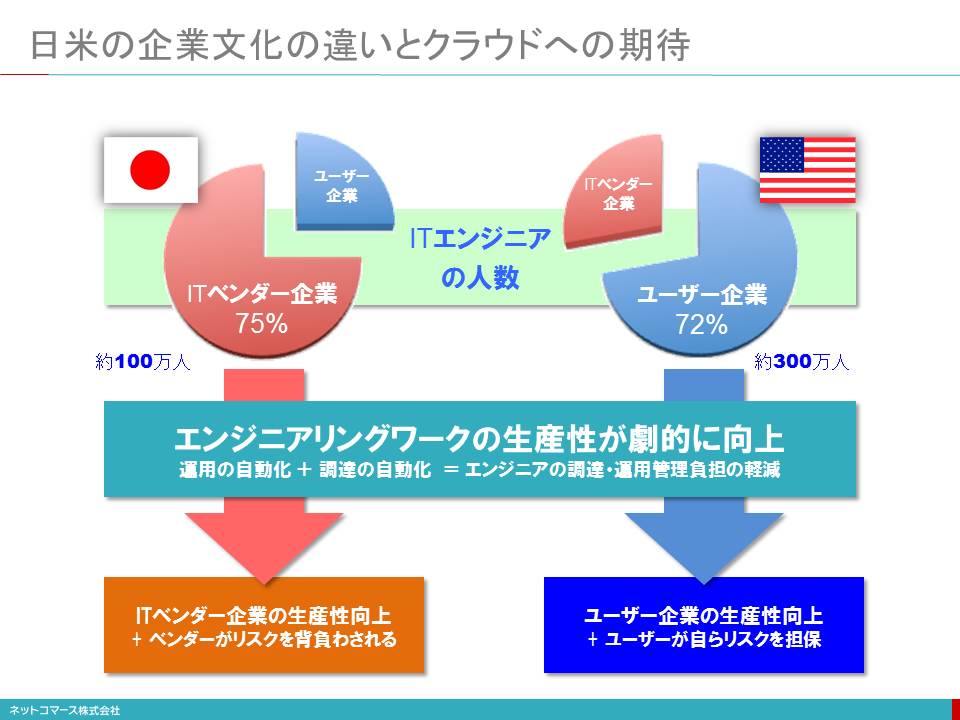 日米の企業文化の違いとクラウドへの期待
ユーザー
企業
ITベンダー
企業
ITエンジニア
の人数
ITベンダー企業
75%
ユーザー企業
72%
約100万人
約300万人
エンジニアリングワークの生産性が劇的に向上
運用の自動化 + 調達の自動化 = エンジニアの調達・運用管理負担の軽減
ITベンダー企業の生産性向上
+ ベンダーがリスクを背負わされる
ユーザー企業の生産性向上
+ ユーザーが自らリスクを担保
ネットコマース株式会社